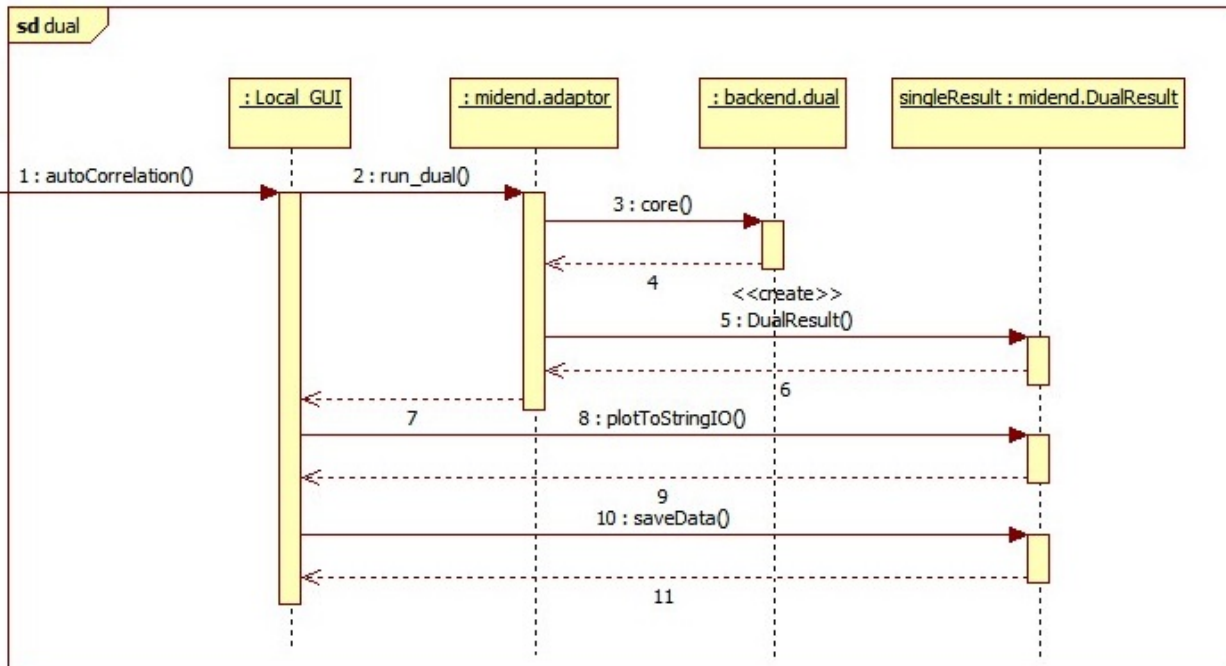 sd dual
: Local_GUI
: midend.adaptor
: backend.dual
singleResult : midend.DualResult
1 : autoCorrelation()
2 : run_dual()
3 : core()
4
<<create>>
5 : DualResult()
6
7
8 : plotToStringIO()
9
10 : saveData()
11